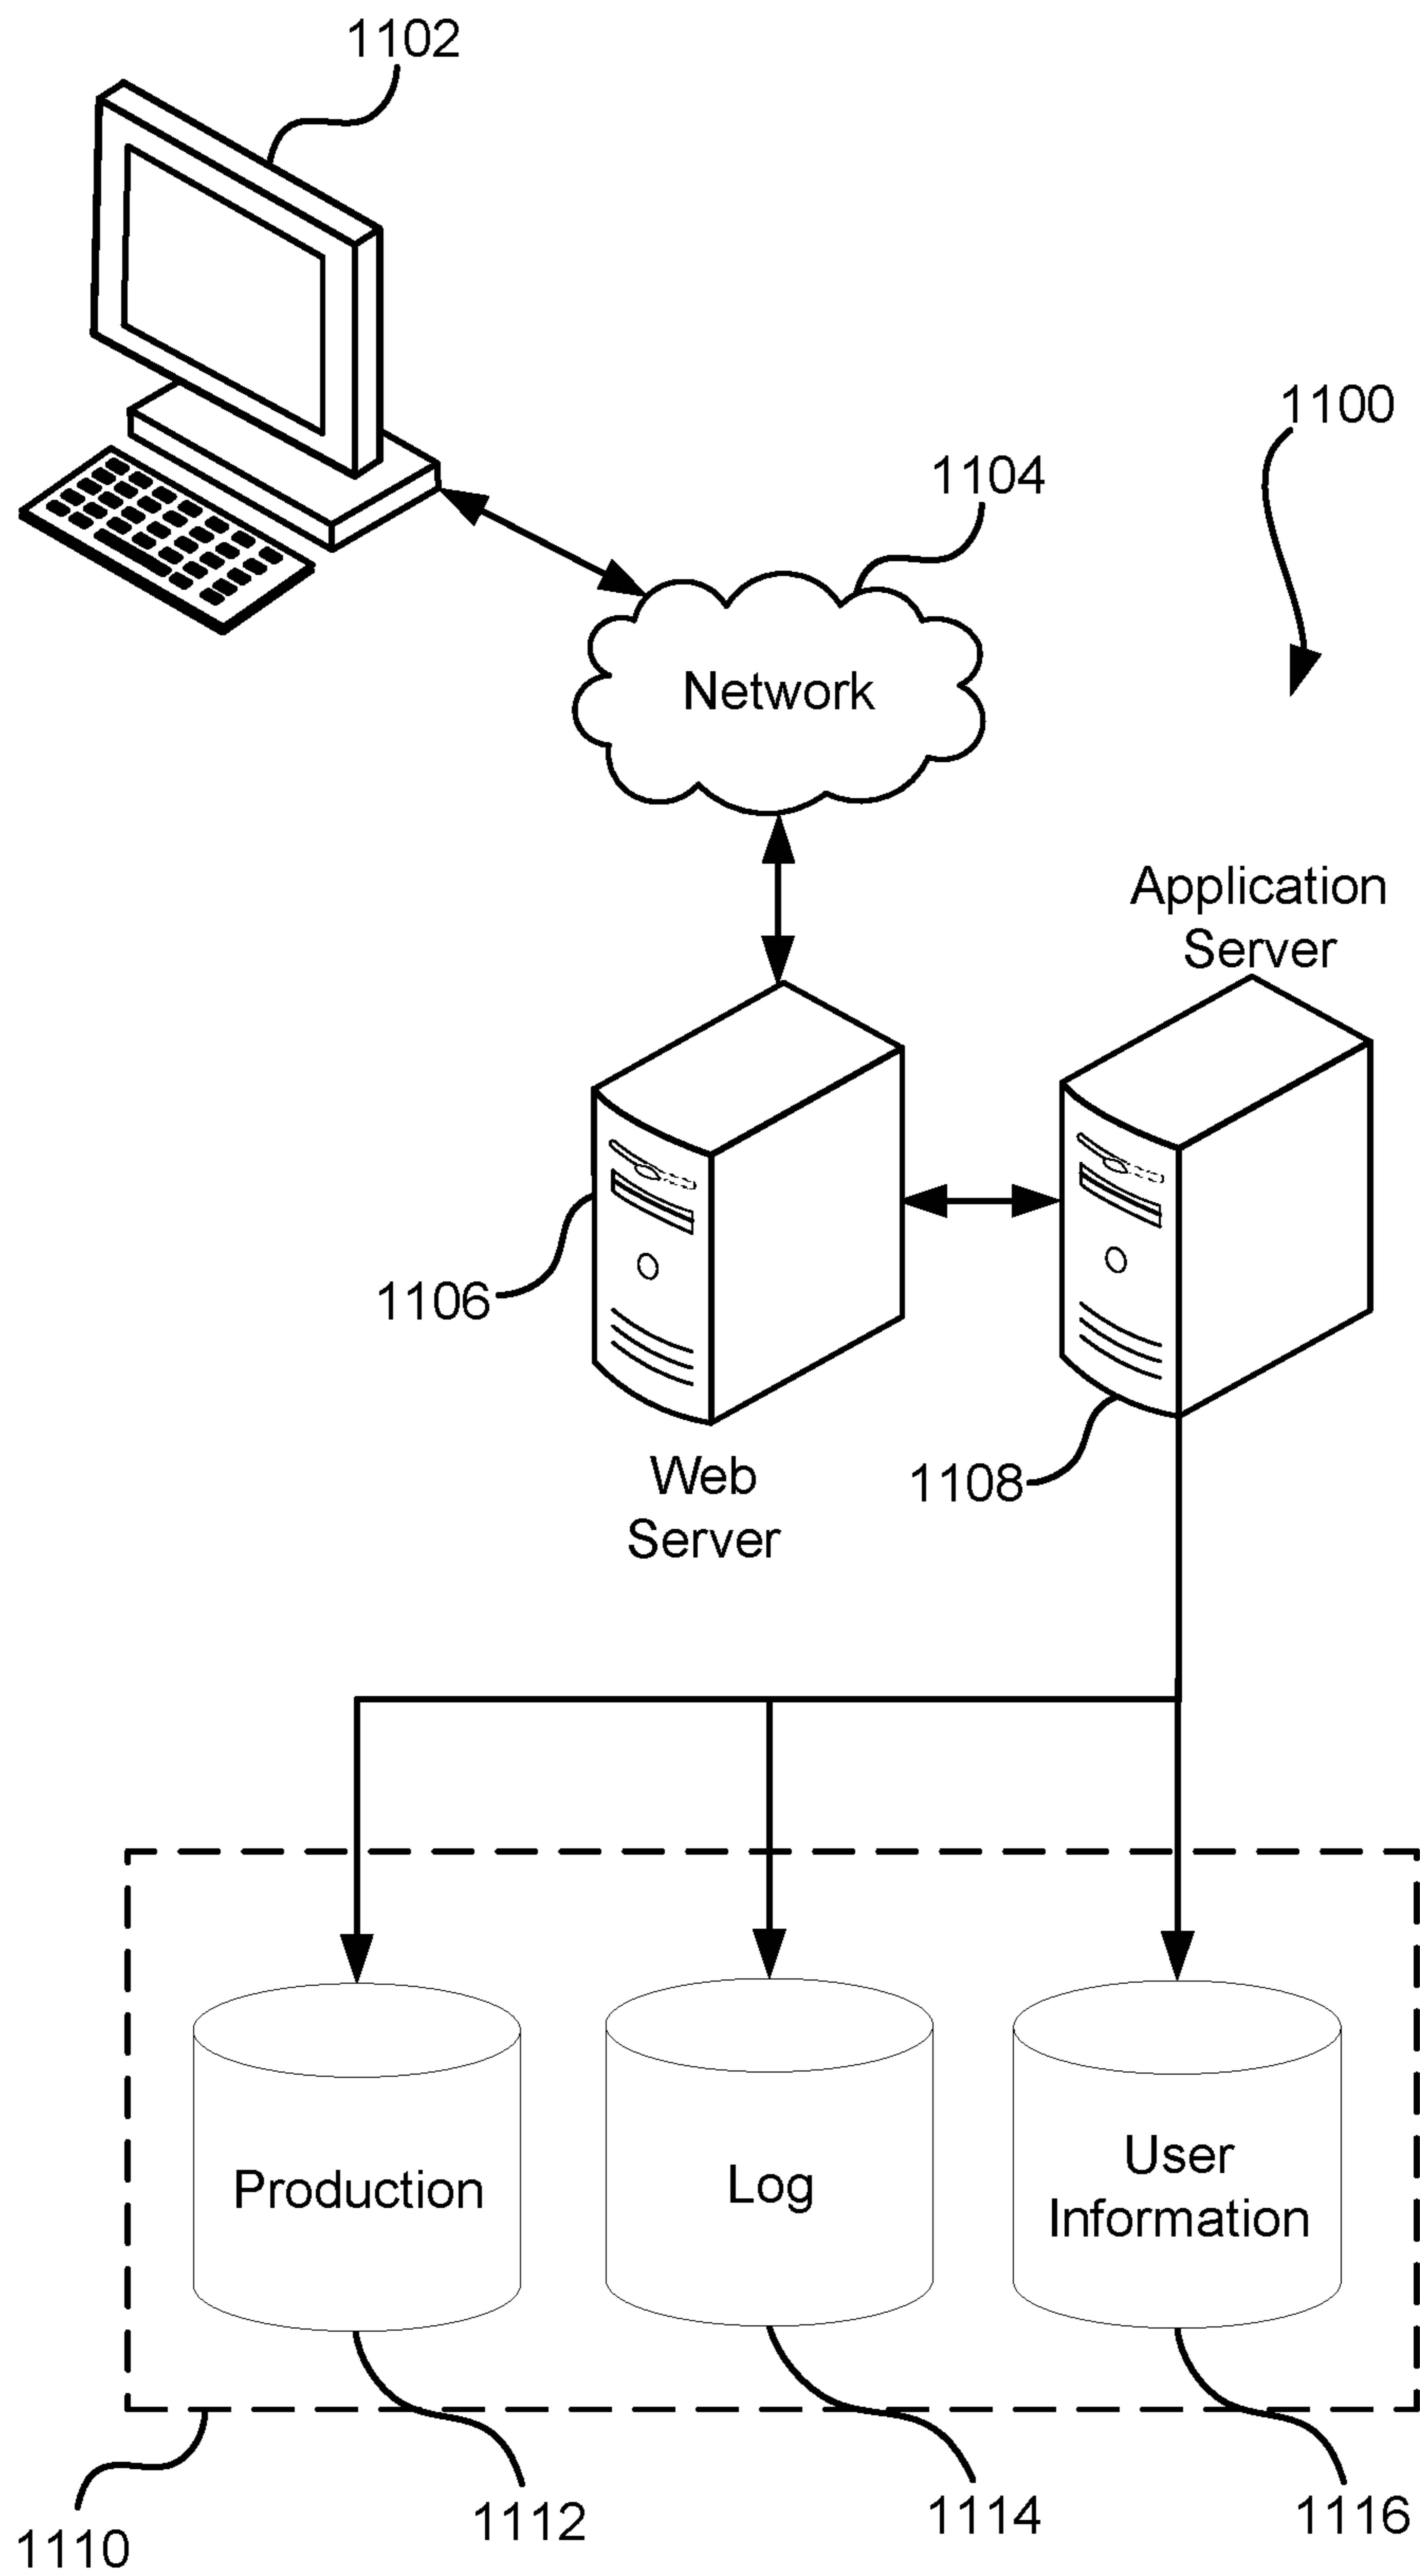 1102
1100
1104
Network
Application
Server
1106
Web
Server
1108
Production
Log
User
Information
1110
1112
1114
1116